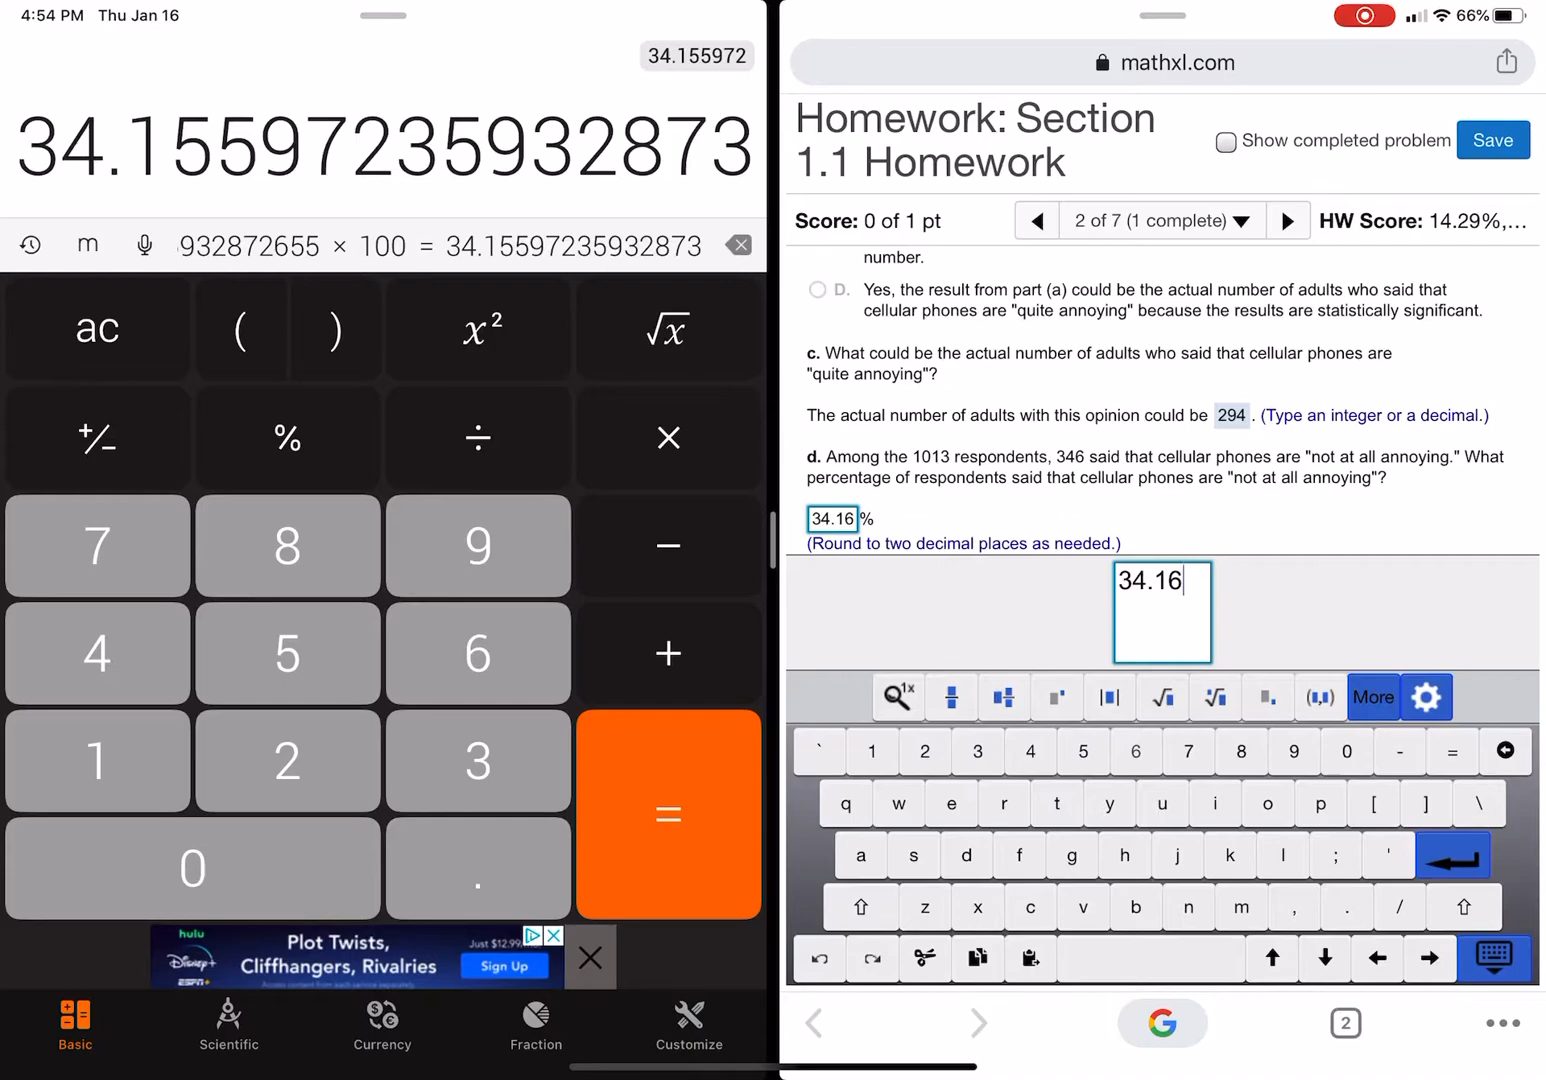 4:54 PM Thu Jan 16
34.155972
34.15597235932873
m 932872655 × 100 = 34.15597235932873
ac ( ) x² √x
+/− % ÷ ×
7 8 9 −
4 5 6 +
1 2 3 =
0 .
hulu
Disney+
ESPN+
Plot Twists,
Cliffhangers, Rivalries
Just $12.99
Sign Up
Basic Scientific Currency Fraction Customize
66%
mathxl.com
Homework: Section
1.1 Homework
Show completed problem
Save
Score: 0 of 1 pt
2 of 7 (1 complete)
HW Score: 14.29%,...
number.
D. Yes, the result from part (a) could be the actual number of adults who said that
cellular phones are "quite annoying" because the results are statistically significant.
c. What could be the actual number of adults who said that cellular phones are
"quite annoying"?
The actual number of adults with this opinion could be 294 . (Type an integer or a decimal.)
d. Among the 1013 respondents, 346 said that cellular phones are "not at all annoying." What
percentage of respondents said that cellular phones are "not at all annoying"?
34.16 %
(Round to two decimal places as needed.)
34.16
1x √ ∛ (,) More
` 1 2 3 4 5 6 7 8 9 0 - =
q w e r t y u i o p [ ] \
a s d f g h j k l ; '
z x c v b n m , . /
G 2